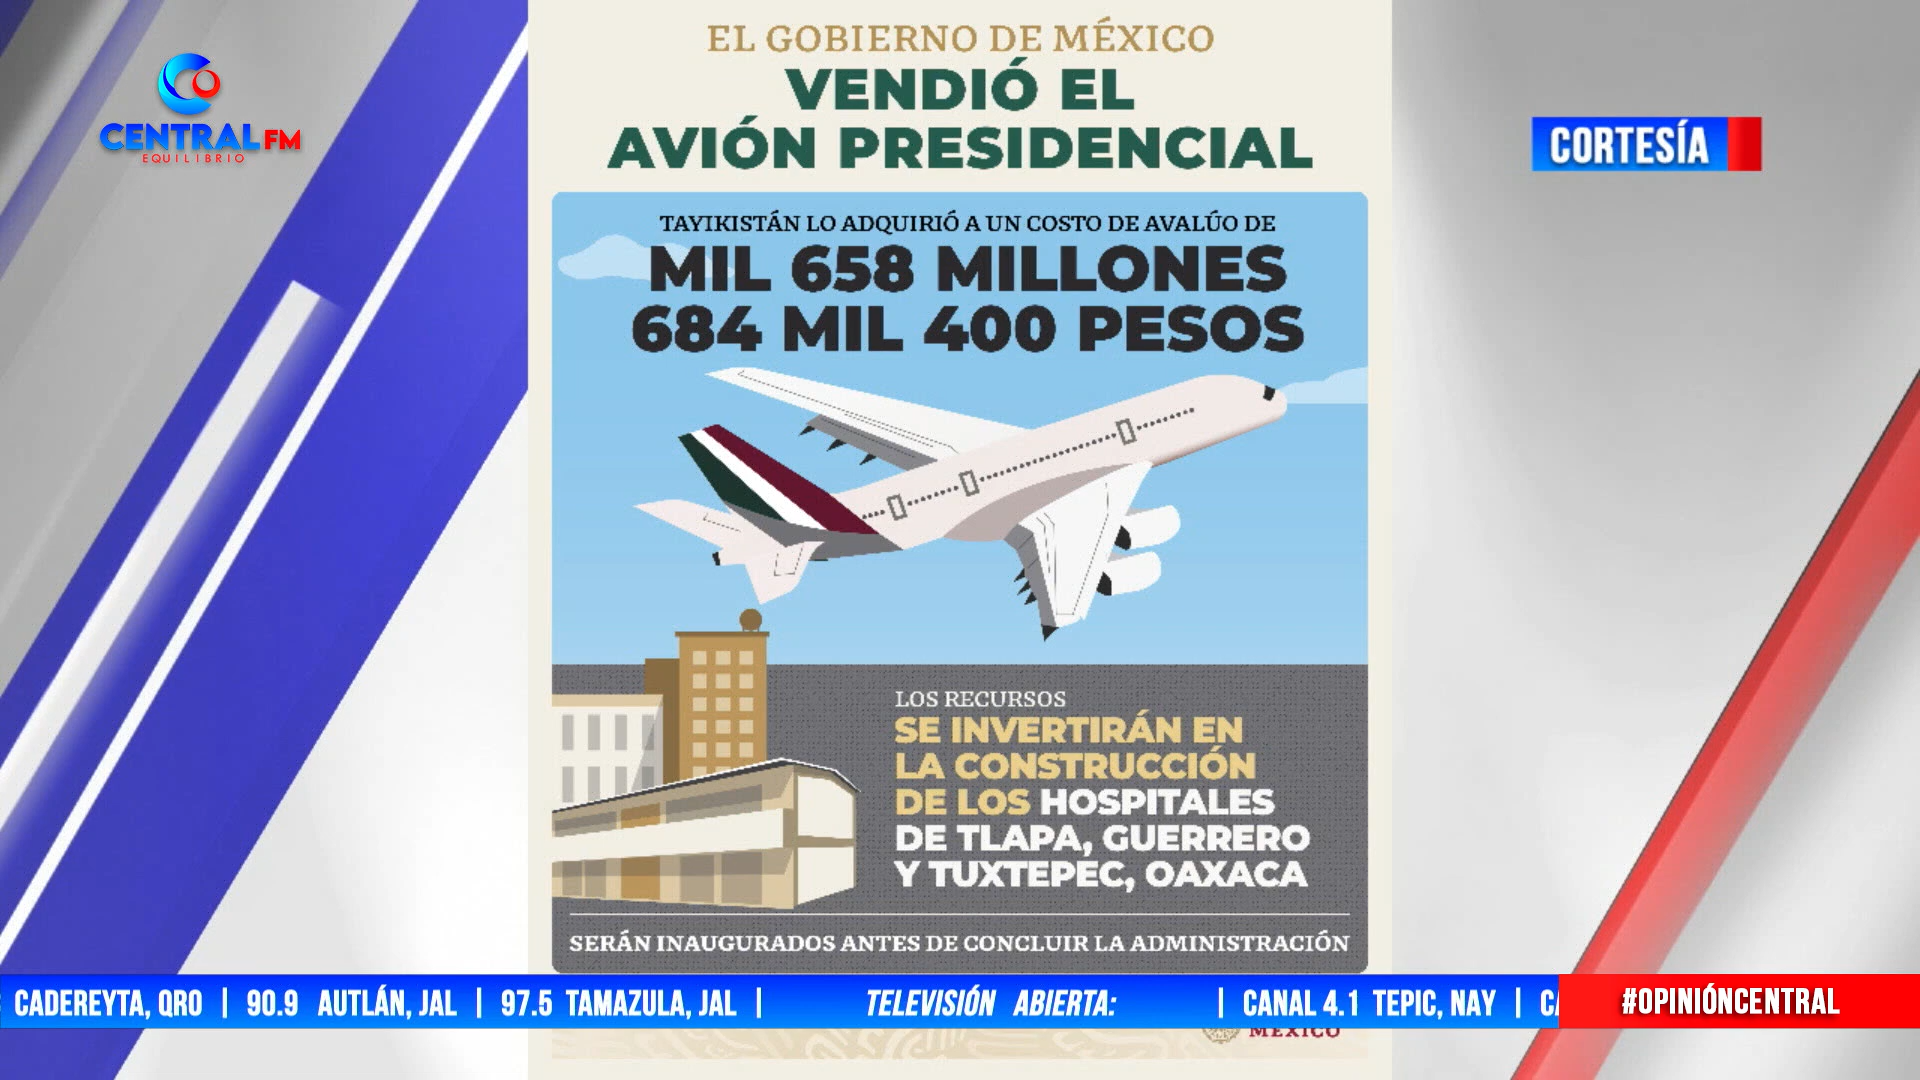 EL GOBIERNO DE MÉXICO
VENDIÓ EL
AVIÓN PRESIDENCIAL
CENTRAL FM
EQUILIBRIO
CORTESÍA
TAYIKISTÁN LO ADQUIRIÓ A UN COSTO DE AVALÚO DE
MIL 658 MILLONES
684 MIL 400 PESOS
LOS RECURSOS
SE INVERTIRÁN EN
LA CONSTRUCCIÓN
DE LOS HOSPITALES
DE TLAPA, GUERRERO
Y TUXTEPEC, OAXACA
SERÁN INAUGURADOS ANTES DE CONCLUIR LA ADMINISTRACIÓN
CADEREYTA, QRO | 90.9 AUTLÁN, JAL | 97.5 TAMAZULA, JAL | TELEVISIÓN ABIERTA: | CANAL 4.1 TEPIC, NAY |
#OPINIÓNCENTRAL
MÉXICO